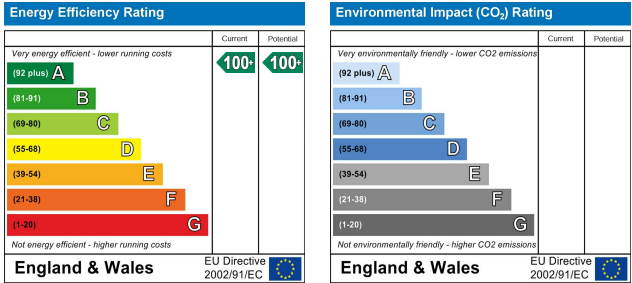 Energy Efficiency Rating
Current Potential
Very energy efficient - lower running costs
(92 plus) A
100+ 100+
(81-91) B
(69-80) C
(55-68) D
(39-54) E
(21-38) F
(1-20) G
Not energy efficient - higher running costs
England & Wales
EU Directive
2002/91/EC
Environmental Impact (CO₂) Rating
Current Potential
Very environmentally friendly - lower CO2 emissions
(92 plus) A
(81-91) B
(69-80) C
(55-68) D
(39-54) E
(21-38) F
(1-20) G
Not environmentally friendly - higher CO2 emissions
England & Wales
EU Directive
2002/91/EC